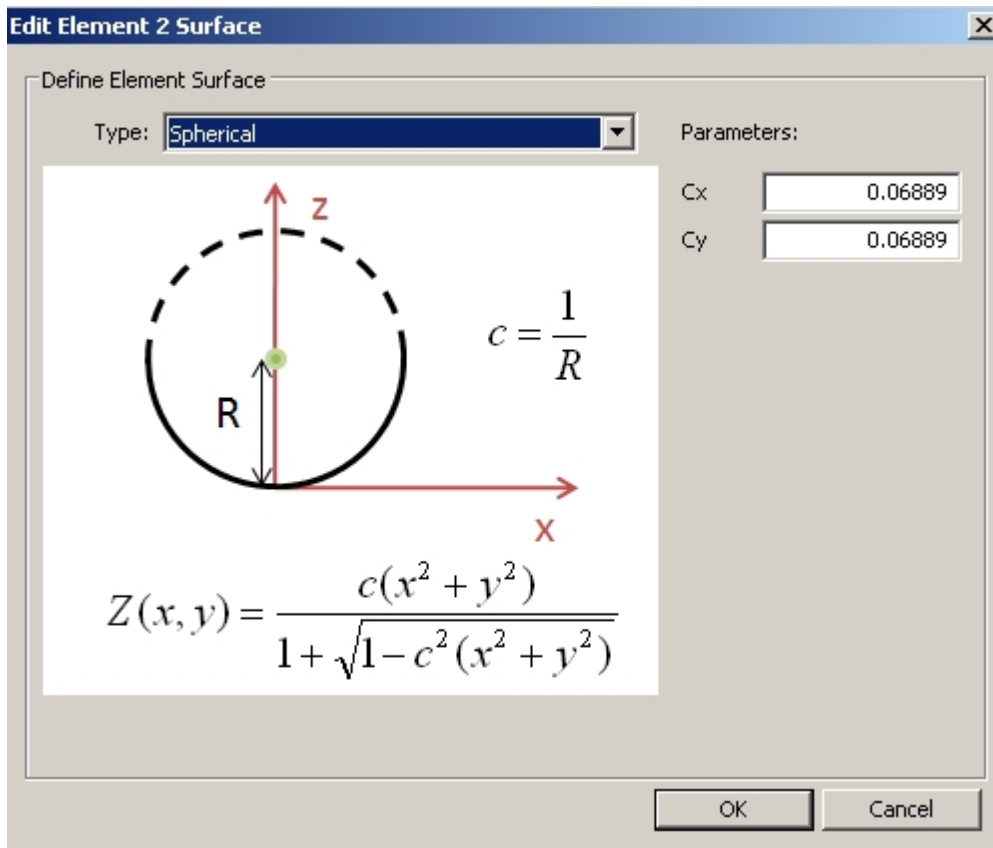 Edit Element 2 Surface
Define Element Surface
Type: Spherical
Parameters:
Cx 0.06889
Cy 0.06889
z
c = 1/R
R
x
Z(x, y) = c(x² + y²) / (1 + √(1 − c²(x² + y²)))
OK Cancel